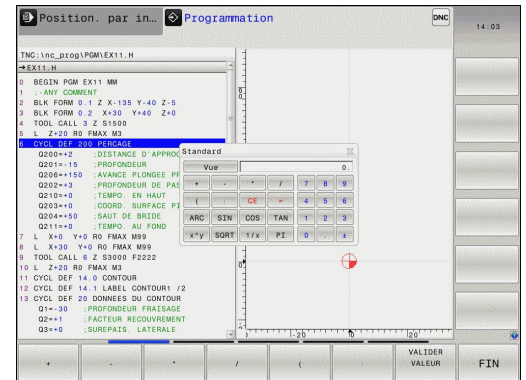 Position. par in... Programmation
DNC
14:03
TNC:\nc_prog\PGM\EX11.H
→EX11.H
0 BEGIN PGM EX11 MM
1 ;-ANY COMMENT
2 BLK FORM 0.1 Z X-135 Y-40 Z-5
3 BLK FORM 0.2 X+30 Y+40 Z+0
4 TOOL CALL 3 Z S1500
5 L Z+20 R0 FMAX M3
6 CYCL DEF 200 PERCAGE
Q200=+2 ;DISTANCE D'APPROC
Q201=-15 ;PROFONDEUR
Q206=+150 ;AVANCE PLONGEE PR
Q202=+3 ;PROFONDEUR DE PAS
Q210=+0 ;TEMPO. EN HAUT
Q203=+0 ;COORD. SURFACE PI
Q204=+50 ;SAUT DE BRIDE
Q211=+0 ;TEMPO. AU FOND
7 L X+0 Y+0 R0 FMAX M99
8 L X+30 Y+0 R0 FMAX M99
9 TOOL CALL 6 Z S3000 F2222
10 L Z+20 R0 FMAX M3
11 CYCL DEF 14.0 CONTOUR
12 CYCL DEF 14.1 LABEL CONTOUR1 /2
13 CYCL DEF 20 DONNEES DU CONTOUR
Q1=-30 ;PROFONDEUR FRAISAGE
Q2=+1 ;FACTEUR RECOUVREMENT
Q3=+0 ;SUREPAIS. LATERALE
Standard
Vue 0.
+ - * / 7 8 9
( ) CE = 4 5 6
ARC SIN COS TAN 1 2 3
x^y SQRT 1/x PI 0 . ±
-20 0 20
+ - * / ( ) VALIDER VALEUR FIN